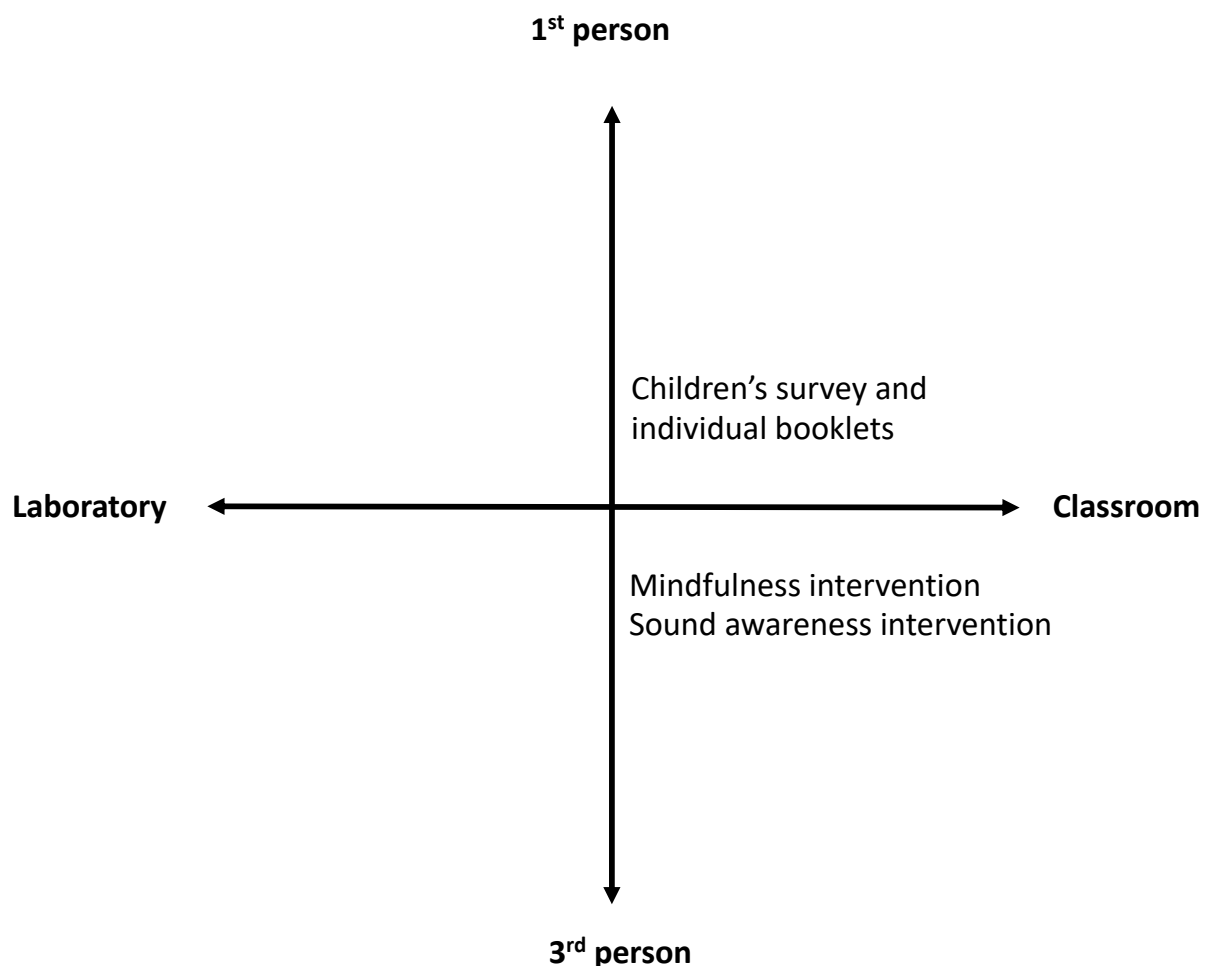 1st person
Children’s survey and
individual booklets
Laboratory
Classroom
Mindfulness intervention
Sound awareness intervention
3rd person